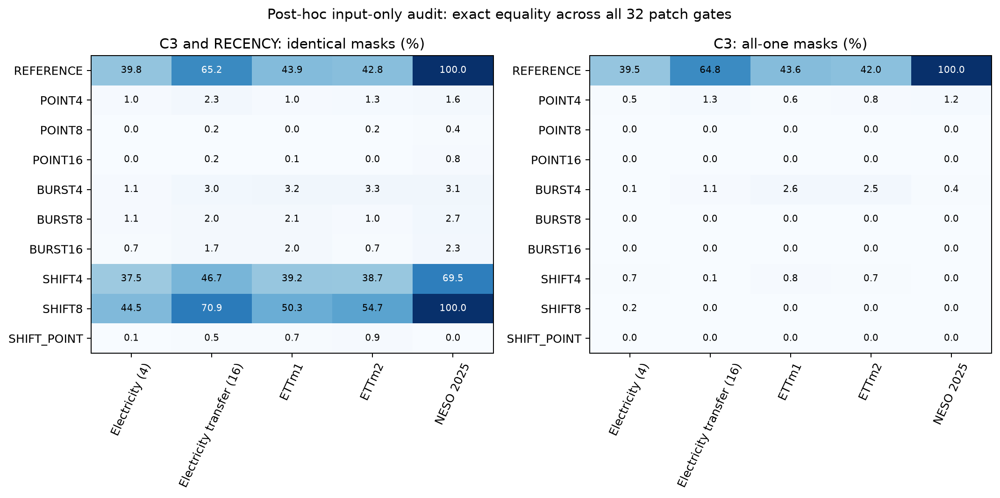 Post-hoc input-only audit: exact equality across all 32 patch gates
C3 and RECENCY: identical masks (%)
REFERENCE 39.8 65.2 43.9 42.8 100.0
POINT4 1.0 2.3 1.0 1.3 1.6
POINT8 0.0 0.2 0.0 0.2 0.4
POINT16 0.0 0.2 0.1 0.0 0.8
BURST4 1.1 3.0 3.2 3.3 3.1
BURST8 1.1 2.0 2.1 1.0 2.7
BURST16 0.7 1.7 2.0 0.7 2.3
SHIFT4 37.5 46.7 39.2 38.7 69.5
SHIFT8 44.5 70.9 50.3 54.7 100.0
SHIFT_POINT 0.1 0.5 0.7 0.9 0.0
Electricity (4)
Electricity transfer (16)
ETTm1
ETTm2
NESO 2025
C3: all-one masks (%)
REFERENCE 39.5 64.8 43.6 42.0 100.0
POINT4 0.5 1.3 0.6 0.8 1.2
POINT8 0.0 0.0 0.0 0.0 0.0
POINT16 0.0 0.0 0.0 0.0 0.0
BURST4 0.1 1.1 2.6 2.5 0.4
BURST8 0.0 0.0 0.0 0.0 0.0
BURST16 0.0 0.0 0.0 0.0 0.0
SHIFT4 0.7 0.1 0.8 0.7 0.0
SHIFT8 0.2 0.0 0.0 0.0 0.0
SHIFT_POINT 0.0 0.0 0.0 0.0 0.0
Electricity (4)
Electricity transfer (16)
ETTm1
ETTm2
NESO 2025